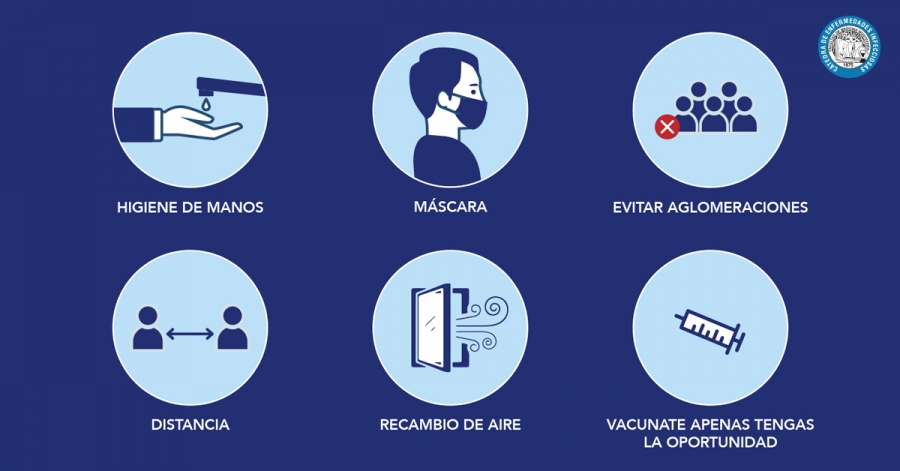 CÁTEDRA DE ENFERMEDADES INFECCIOSAS
1875
HIGIENE DE MANOS
MÁSCARA
EVITAR AGLOMERACIONES
DISTANCIA
RECAMBIO DE AIRE
VACUNATE APENAS TENGAS
LA OPORTUNIDAD